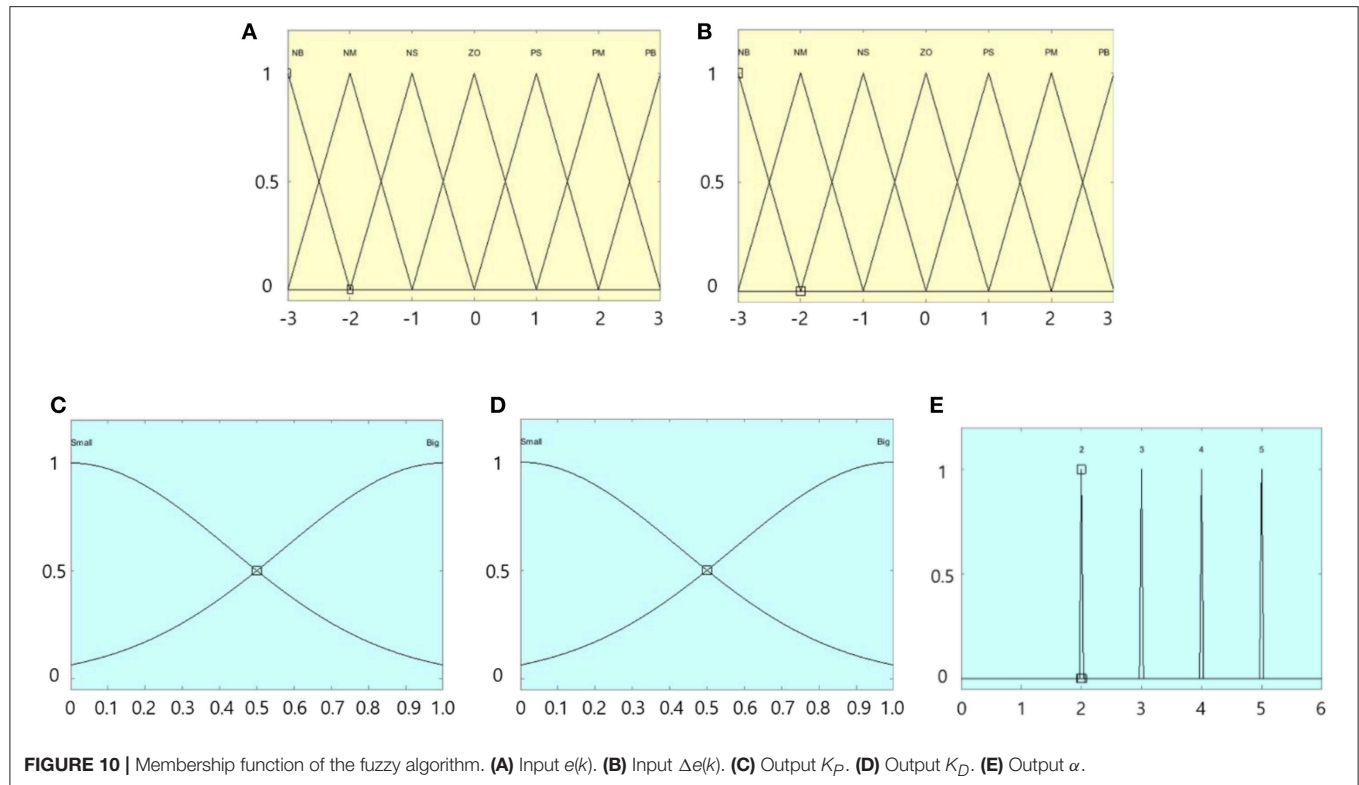 A
NB NM NS ZO PS PM PB
1
0.5
0
-3 -2 -1 0 1 2 3
B
NB NM NS ZO PS PM PB
1
0.5
0
-3 -2 -1 0 1 2 3
C
Small Big
1
0.5
0
0 0.1 0.2 0.3 0.4 0.5 0.6 0.7 0.8 0.9 1.0
D
Small Big
1
0.5
0
0 0.1 0.2 0.3 0.4 0.5 0.6 0.7 0.8 0.9 1.0
E
2 3 4 5
1
0.5
0
0 1 2 3 4 5 6
FIGURE 10 | Membership function of the fuzzy algorithm. (A) Input e(k). (B) Input Δe(k). (C) Output K_P. (D) Output K_D. (E) Output α.